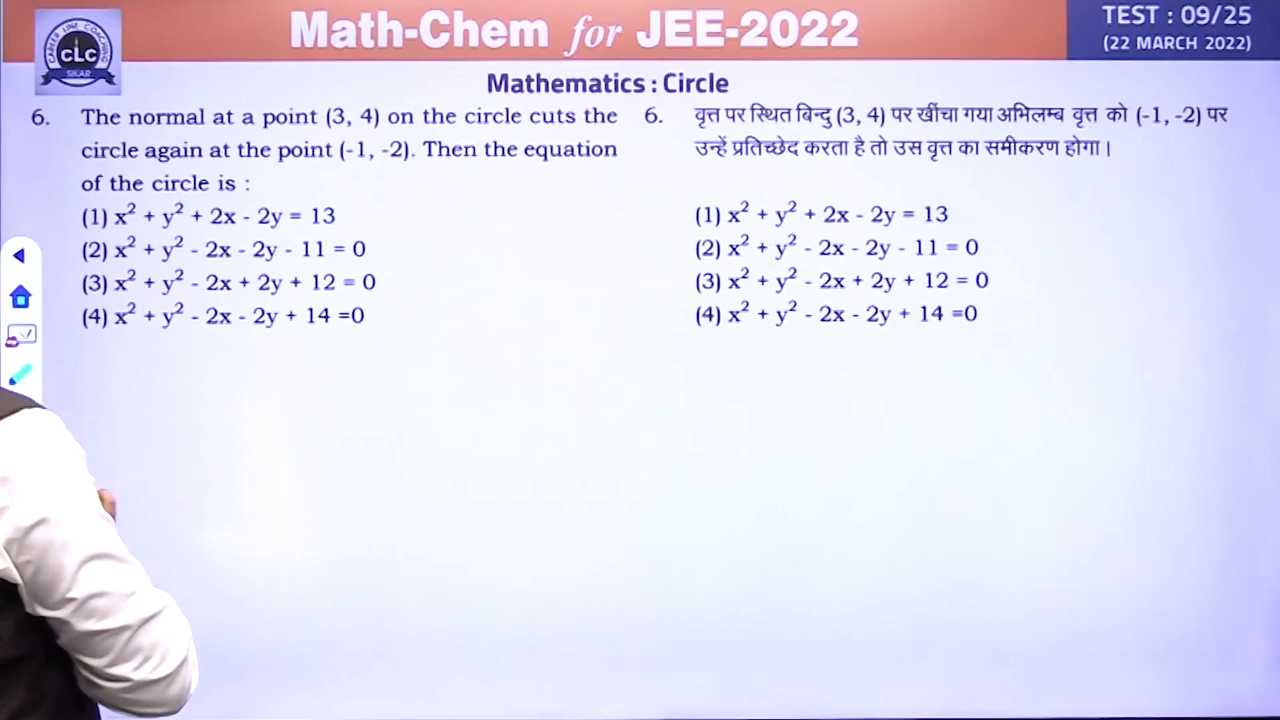 Math-Chem for JEE-2022
TEST : 09/25
(22 MARCH 2022)
CAREER LINE COACHING
CLC
SIKAR
Mathematics : Circle
6. The normal at a point (3, 4) on the circle cuts the
circle again at the point (-1, -2). Then the equation
of the circle is :
(1) x² + y² + 2x - 2y = 13
(2) x² + y² - 2x - 2y - 11 = 0
(3) x² + y² - 2x + 2y + 12 = 0
(4) x² + y² - 2x - 2y + 14 =0
6. वृत्त पर स्थित बिन्दु (3, 4) पर खींचा गया अभिलम्ब वृत्त को (-1, -2) पर
उन्हें प्रतिच्छेद करता है तो उस वृत्त का समीकरण होगा।
(1) x² + y² + 2x - 2y = 13
(2) x² + y² - 2x - 2y - 11 = 0
(3) x² + y² - 2x + 2y + 12 = 0
(4) x² + y² - 2x - 2y + 14 =0